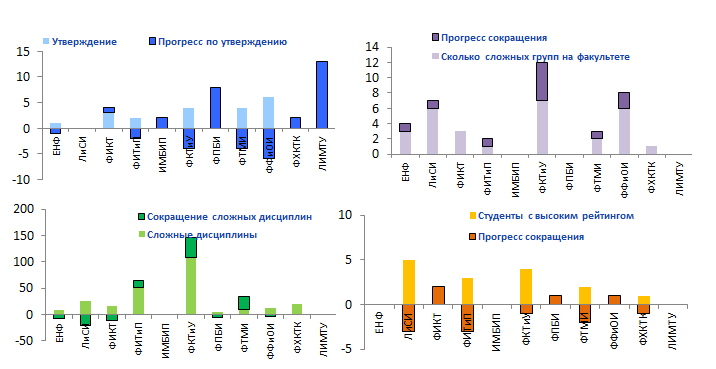 Утверждение Прогресс по утверждению
15
10
5
0
-5
-10
ЕНФ ЛиСИ ФИКТ ФИТиП ИМБИП ФКТиУ ФПБИ ФТМИ ФФиОИ ФХКТК ЛИМТУ
Прогресс сокращения
Сколько сложных групп на факультете
14
12
10
8
6
4
2
0
ЕНФ ЛиСИ ФИКТ ФИТиП ИМБИП ФКТиУ ФПБИ ФТМИ ФФиОИ ФХКТК ЛИМТУ
Сокращение сложных дисциплин
Сложные дисциплины
200
150
100
50
0
-50
ЕНФ ЛиСИ ФИКТ ФИТиП ИМБИП ФКТиУ ФПБИ ФТМИ ФФиОИ ФХКТК ЛИМТУ
Студенты с высоким рейтингом
Прогресс сокращения
10
5
0
-5
ЕНФ ЛиСИ ФИКТ ФИТиП ИМБИП ФКТиУ ФПБИ ФТМИ ФФиОИ ФХКТК ЛИМТУ